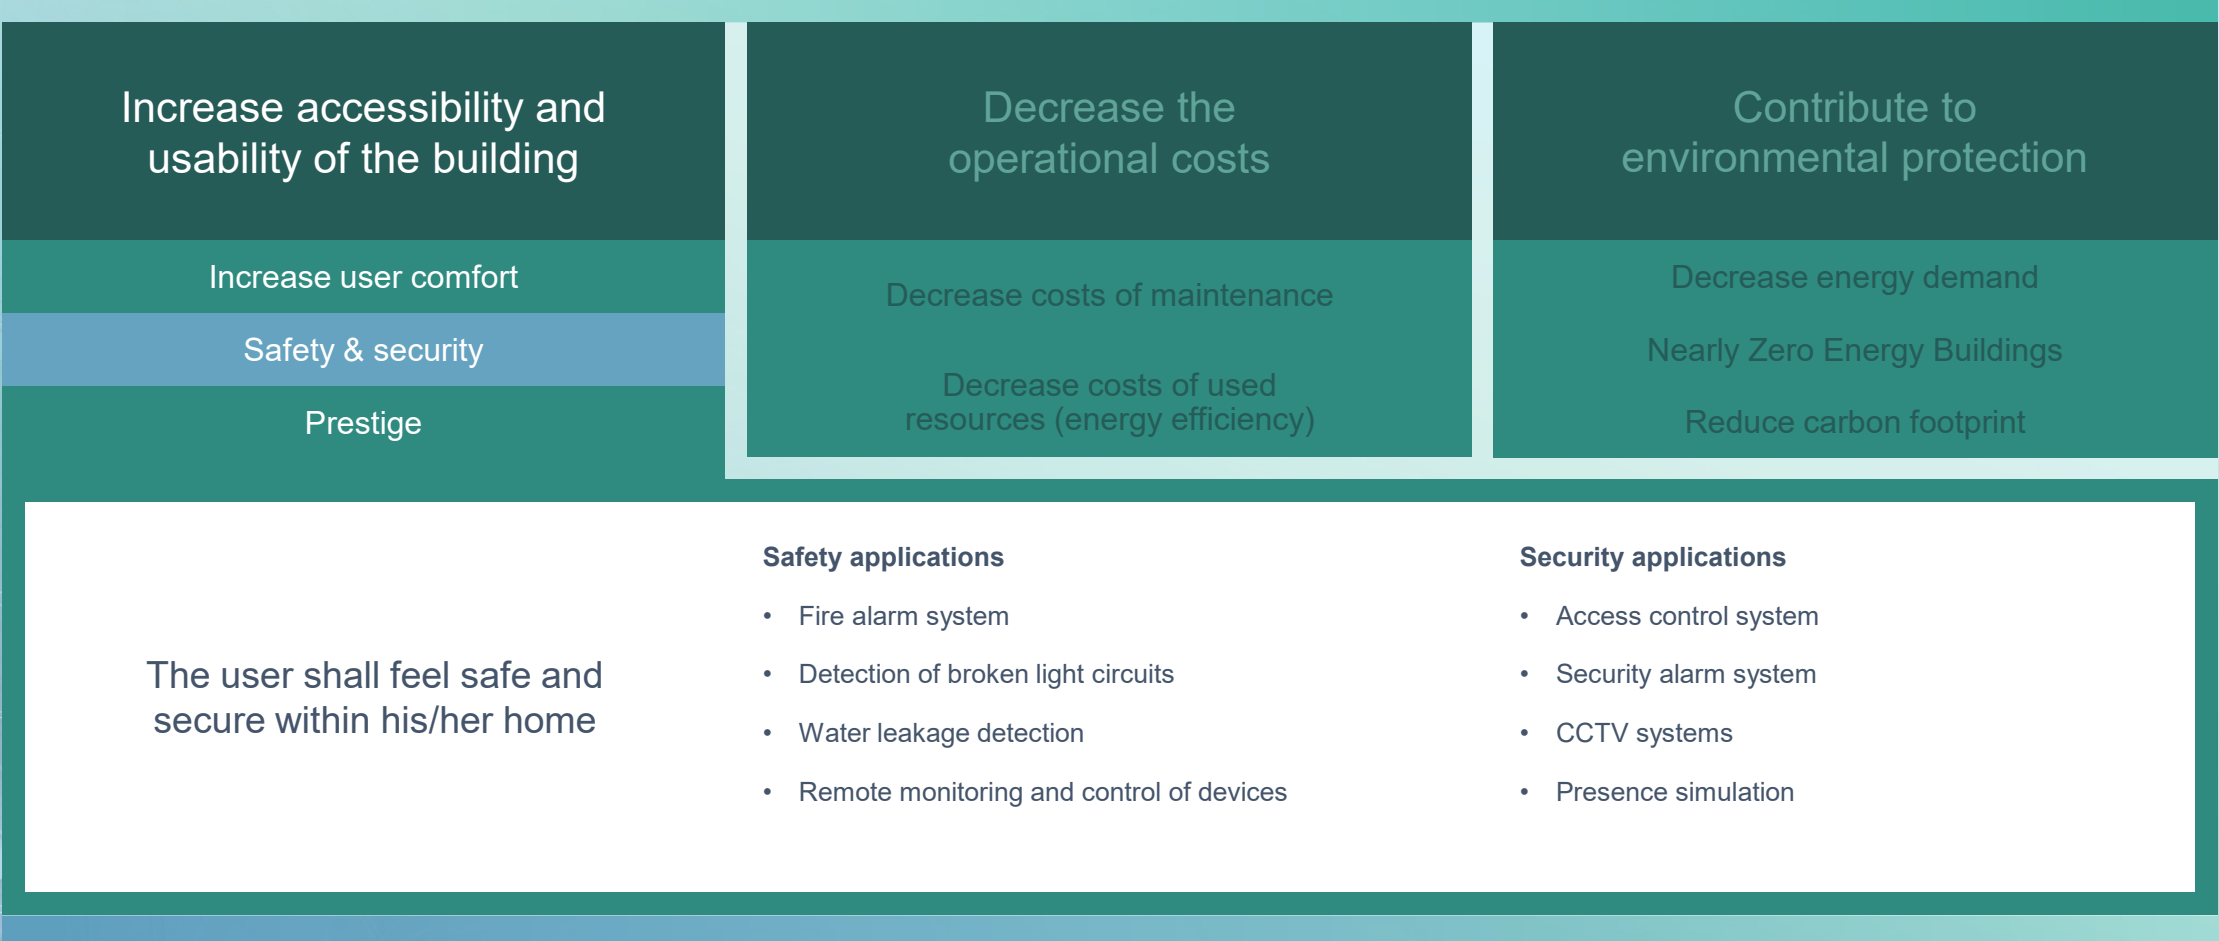 Increase accessibility and
usability of the building
Increase user comfort
Safety & security
Prestige
Decrease the
operational costs
Decrease costs of maintenance
Decrease costs of used
resources (energy efficiency)
Contribute to
environmental protection
Decrease energy demand
Nearly Zero Energy Buildings
Reduce carbon footprint
The user shall feel safe and
secure within his/her home
Safety applications
• Fire alarm system
• Detection of broken light circuits
• Water leakage detection
• Remote monitoring and control of devices
Security applications
• Access control system
• Security alarm system
• CCTV systems
• Presence simulation